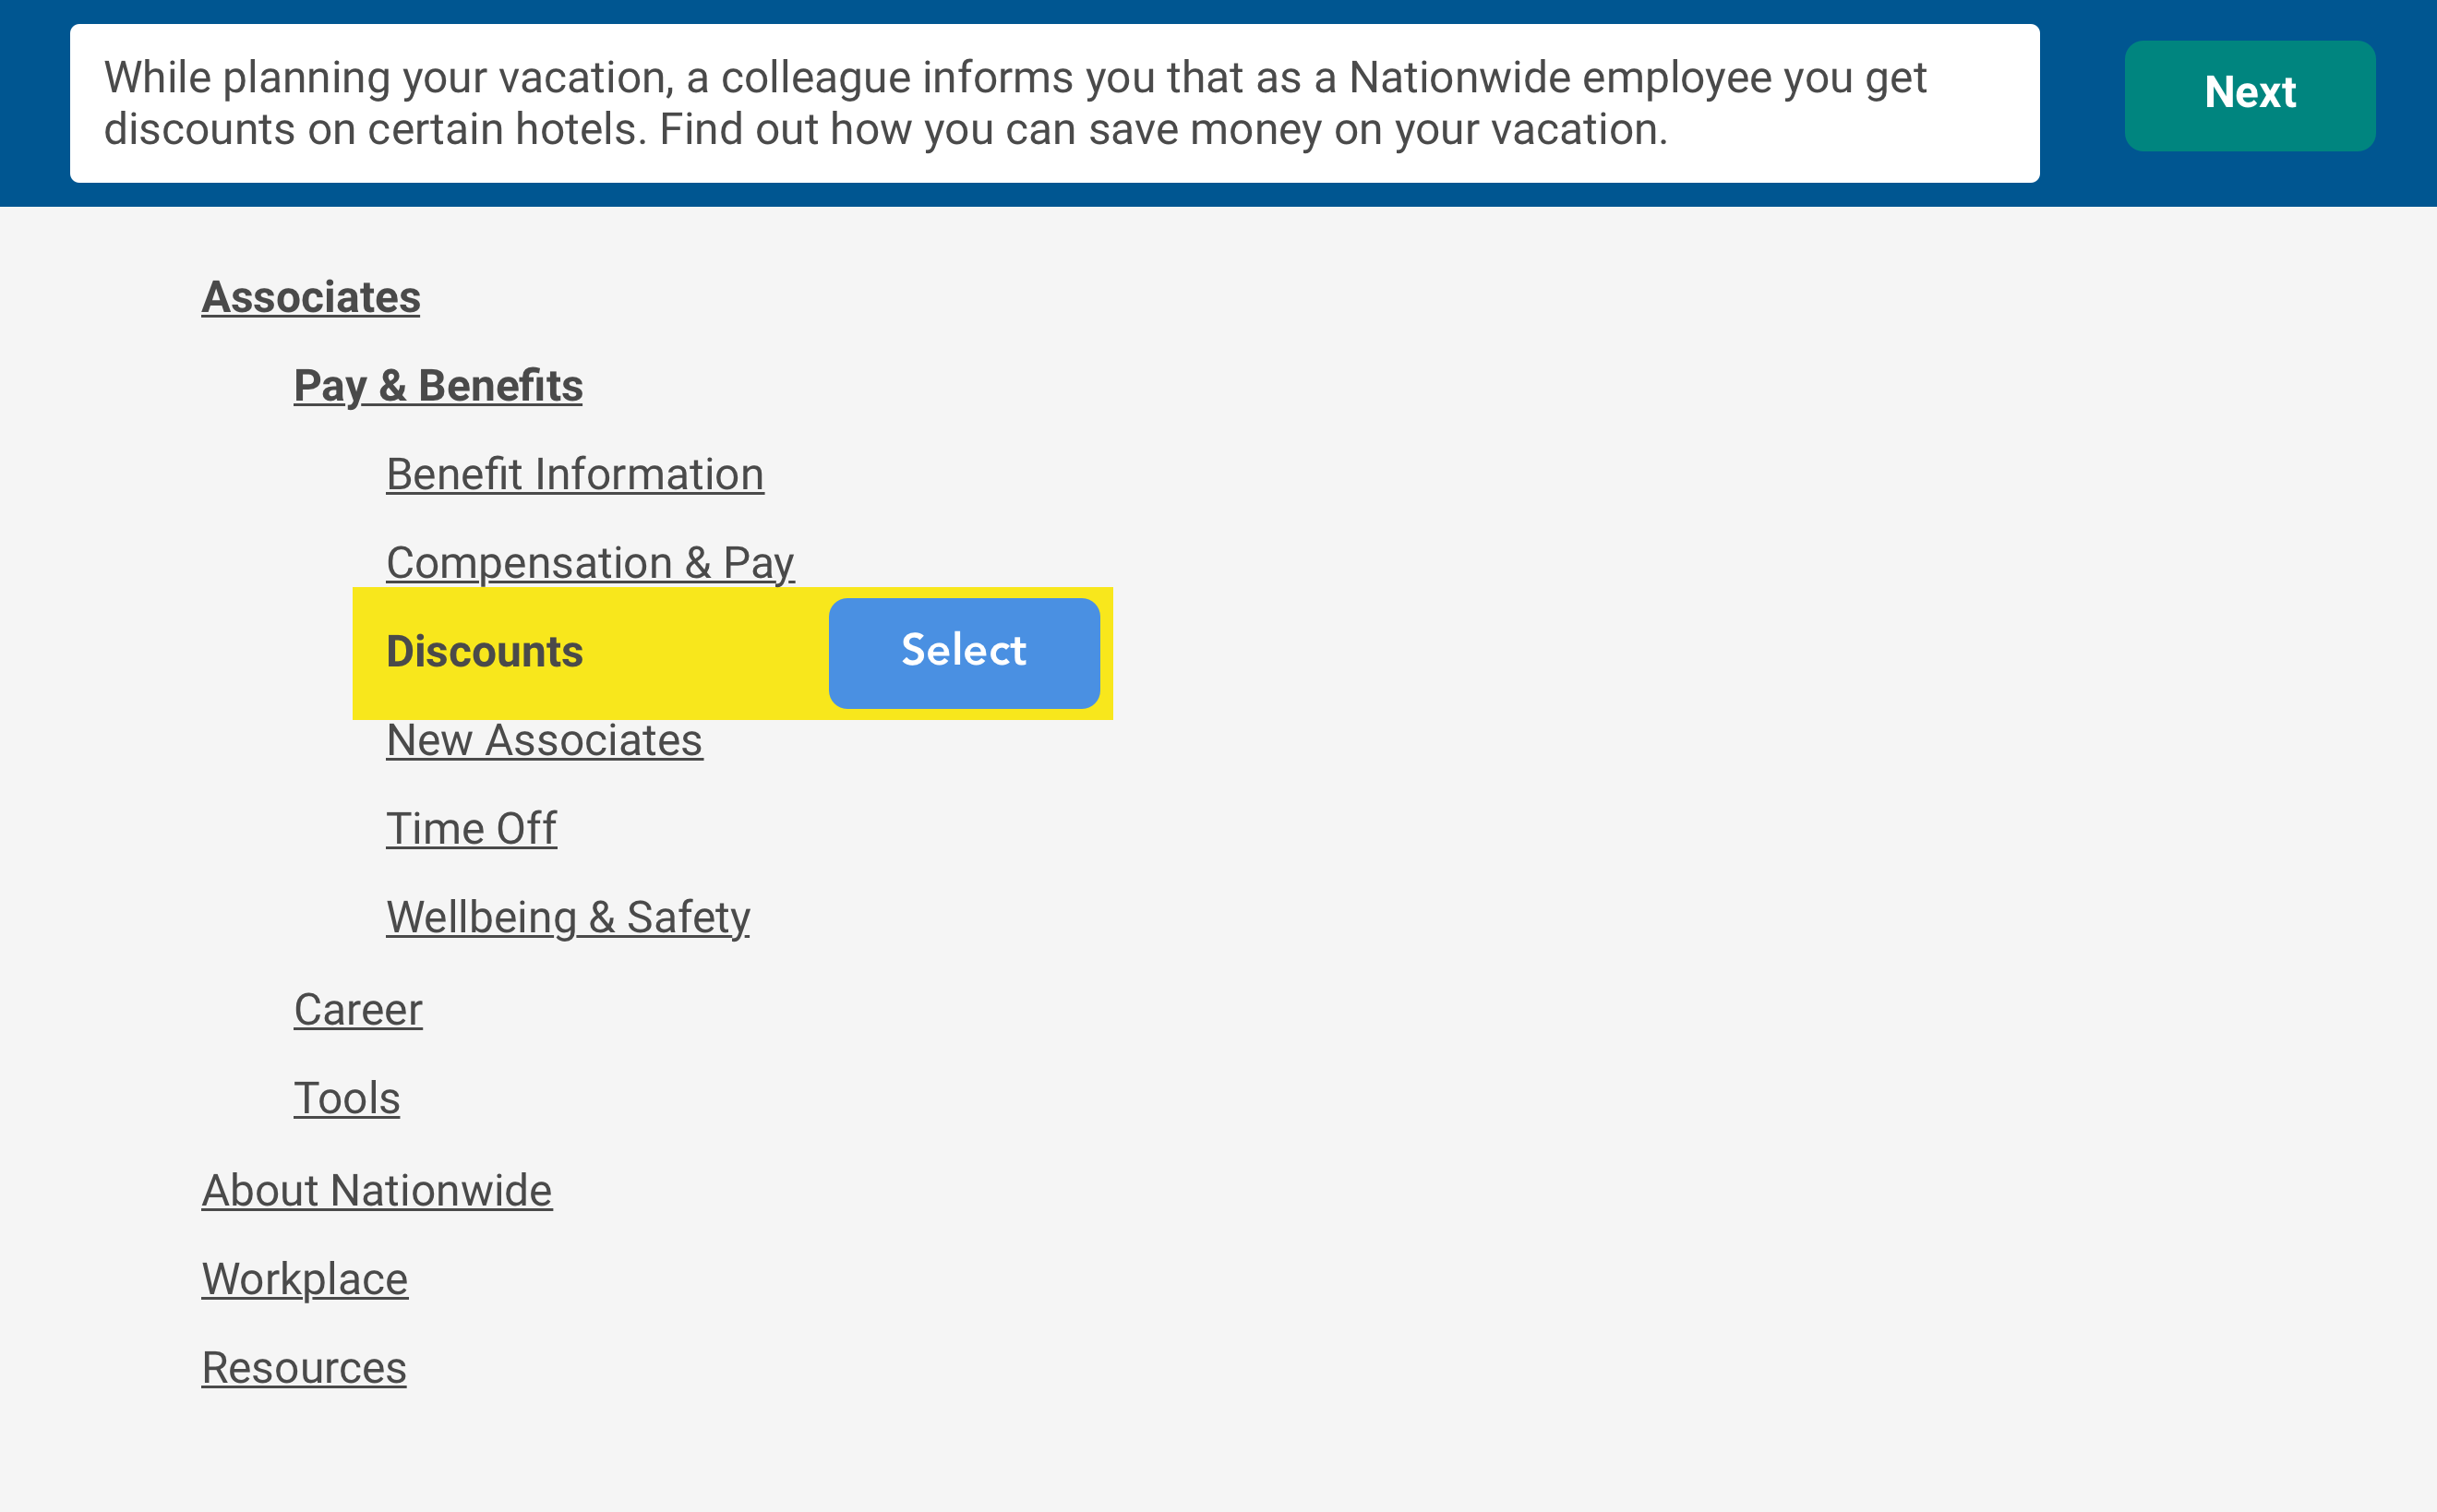 While planning your vacation, a colleague informs you that as a Nationwide employee you get
discounts on certain hotels. Find out how you can save money on your vacation.
Next
Associates
Pay & Benefits
Benefit Information
Compensation & Pay
Discounts
Select
New Associates
Time Off
Wellbeing & Safety
Career
Tools
About Nationwide
Workplace
Resources